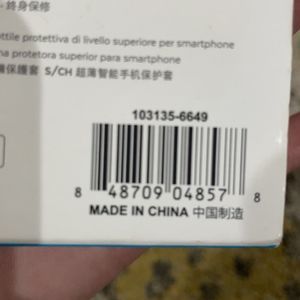 - 终身保修
ttile protettiva di livello superiore per smartphone
na protetora superior para smartphone
保護套 S/CH 超薄智能手机保护套
103135-6649
8 48709 04857 8
MADE IN CHINA 中国制造